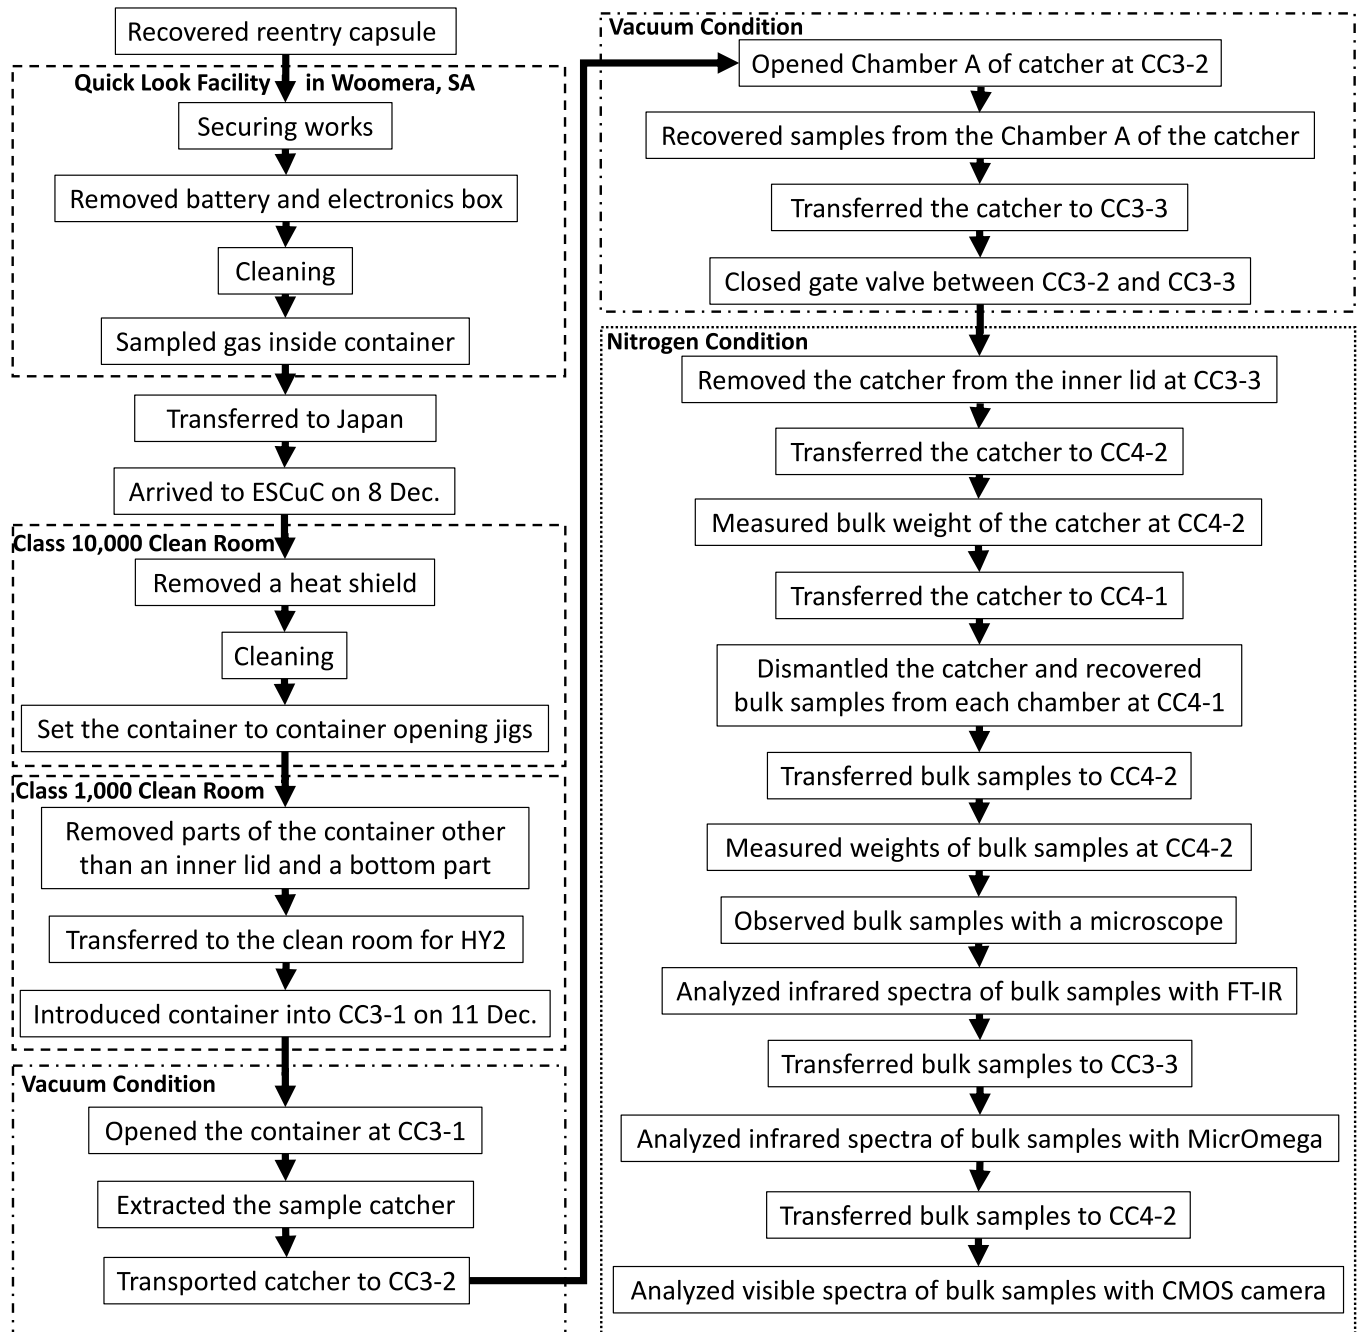 Recovered reentry capsule
Quick Look Facility in Woomera, SA
Securing works
Removed battery and electronics box
Cleaning
Sampled gas inside container
Transferred to Japan
Arrived to ESCuC on 8 Dec.
Class 10,000 Clean Room
Removed a heat shield
Cleaning
Set the container to container opening jigs
Class 1,000 Clean Room
Removed parts of the container other
than an inner lid and a bottom part
Transferred to the clean room for HY2
Introduced container into CC3-1 on 11 Dec.
Vacuum Condition
Opened the container at CC3-1
Extracted the sample catcher
Transported catcher to CC3-2
Vacuum Condition
Opened Chamber A of catcher at CC3-2
Recovered samples from the Chamber A of the catcher
Transferred the catcher to CC3-3
Closed gate valve between CC3-2 and CC3-3
Nitrogen Condition
Removed the catcher from the inner lid at CC3-3
Transferred the catcher to CC4-2
Measured bulk weight of the catcher at CC4-2
Transferred the catcher to CC4-1
Dismantled the catcher and recovered
bulk samples from each chamber at CC4-1
Transferred bulk samples to CC4-2
Measured weights of bulk samples at CC4-2
Observed bulk samples with a microscope
Analyzed infrared spectra of bulk samples with FT-IR
Transferred bulk samples to CC3-3
Analyzed infrared spectra of bulk samples with MicrOmega
Transferred bulk samples to CC4-2
Analyzed visible spectra of bulk samples with CMOS camera